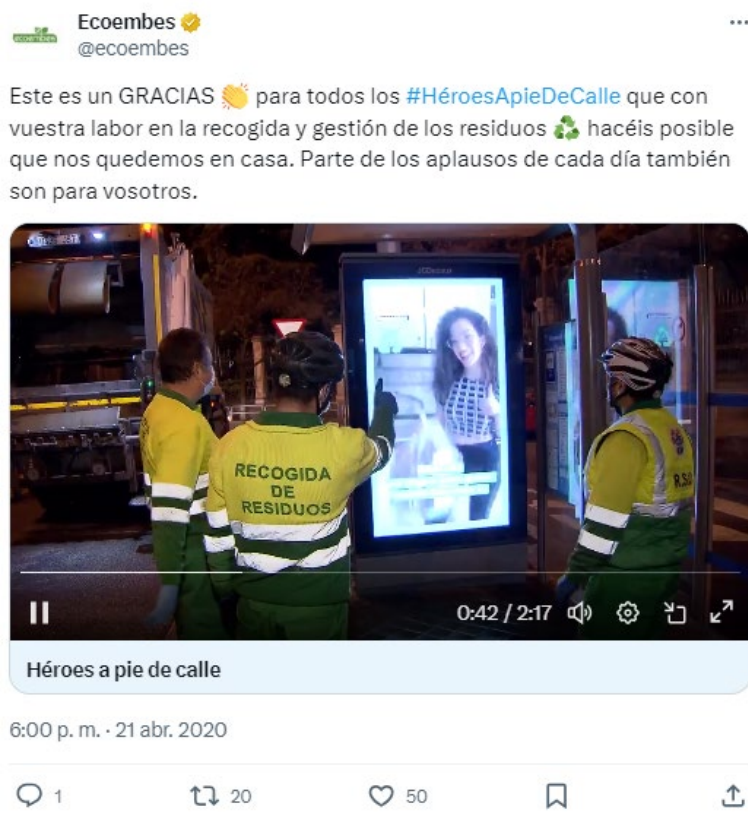 Ecoembes
@ecoembes
Este es un GRACIAS 👏 para todos los #HéroesApieDeCalle que con
vuestra labor en la recogida y gestión de los residuos ♻ hacéis posible
que nos quedemos en casa. Parte de los aplausos de cada día también
son para vosotros.
RECOGIDA
DE
RESIDUOS
JCDecaux
R.S.U
0:42 / 2:17
Héroes a pie de calle
6:00 p. m. · 21 abr. 2020
1
20
50